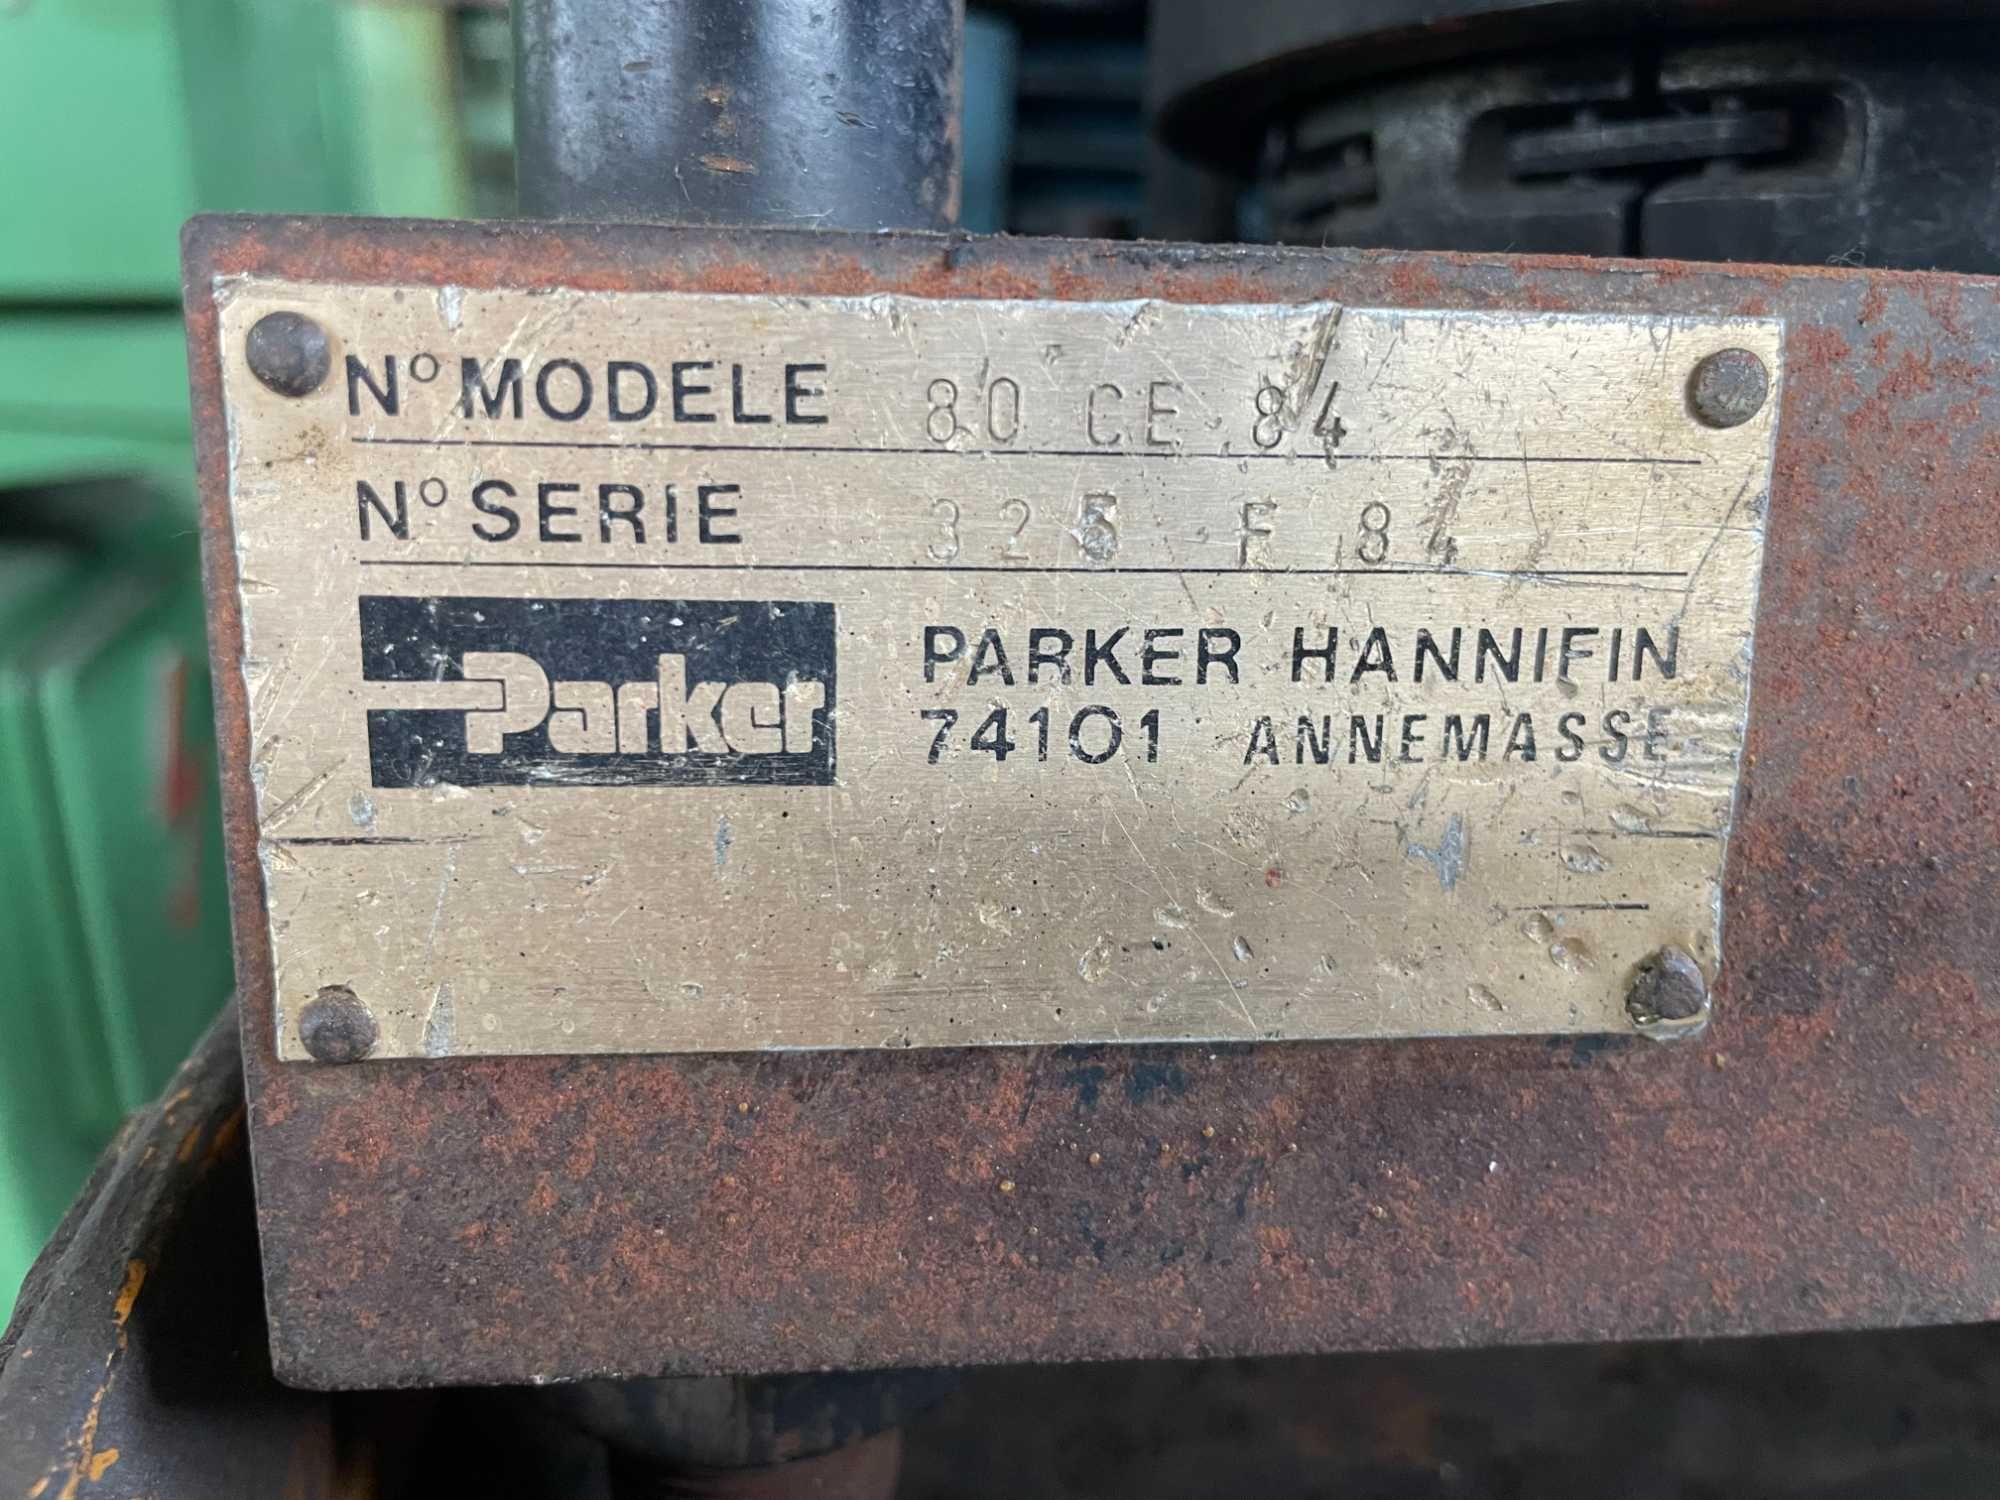 N° MODELE 80 CE 84
N° SERIE 325 F 84
Parker
PARKER HANNIFIN
74101 ANNEMASSE